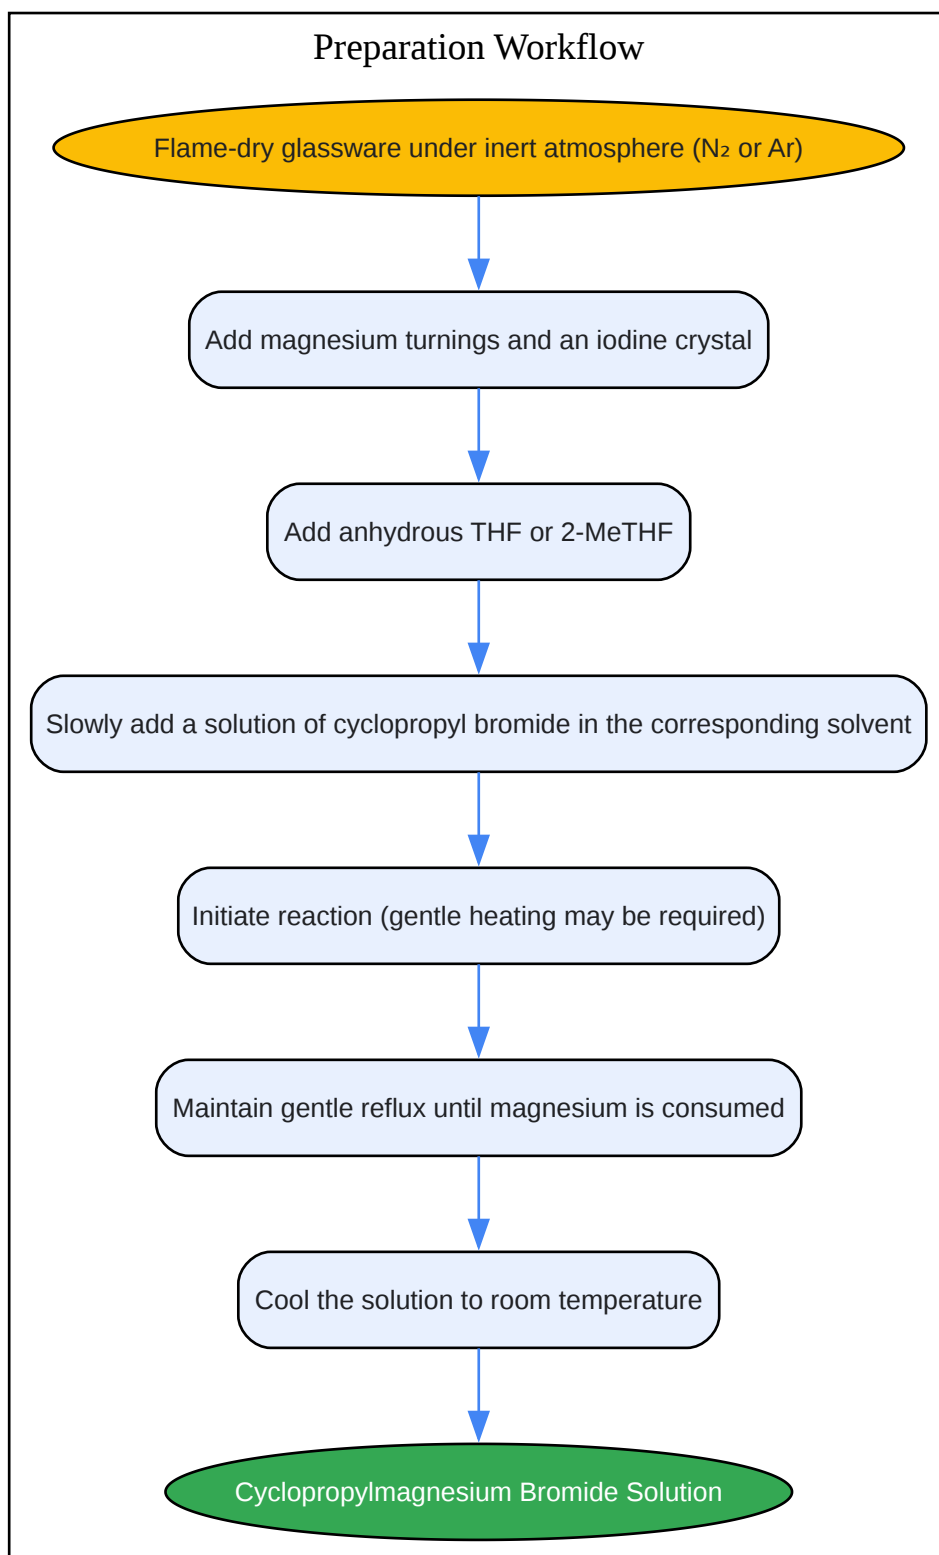 Preparation Workflow
Flame-dry glassware under inert atmosphere (N₂ or Ar)
Add magnesium turnings and an iodine crystal
Add anhydrous THF or 2-MeTHF
Slowly add a solution of cyclopropyl bromide in the corresponding solvent
Initiate reaction (gentle heating may be required)
Maintain gentle reflux until magnesium is consumed
Cool the solution to room temperature
Cyclopropylmagnesium Bromide Solution